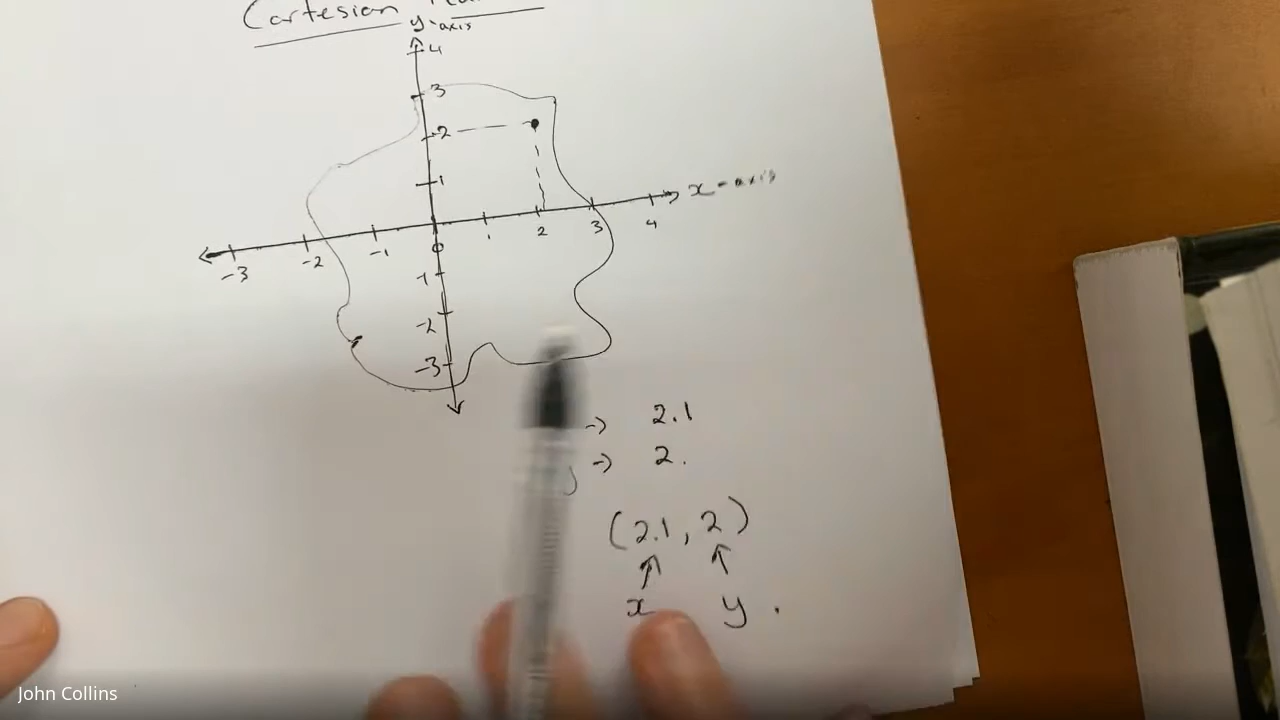 Cartesian
y-axis
4
3
2
1
x-axis
-3 -2 -1 0 1 2 3 4
-1
-2
-3
-> 2.1
y -> 2.
(2.1, 2)
x y .
John Collins